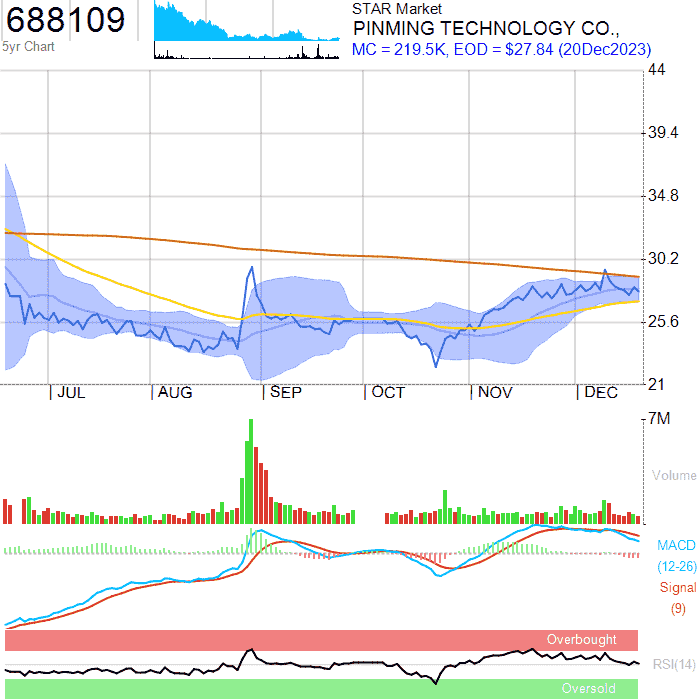 688109
5yr Chart
STAR Market
PINMING TECHNOLOGY CO.,
MC = 219.5K, EOD = $27.84 (20Dec2023)
44
39.4
34.8
30.2
25.6
21
JUL
AUG
SEP
OCT
NOV
DEC
7M
Volume
MACD
(12-26)
Signal
(9)
Overbought
RSI(14)
Oversold